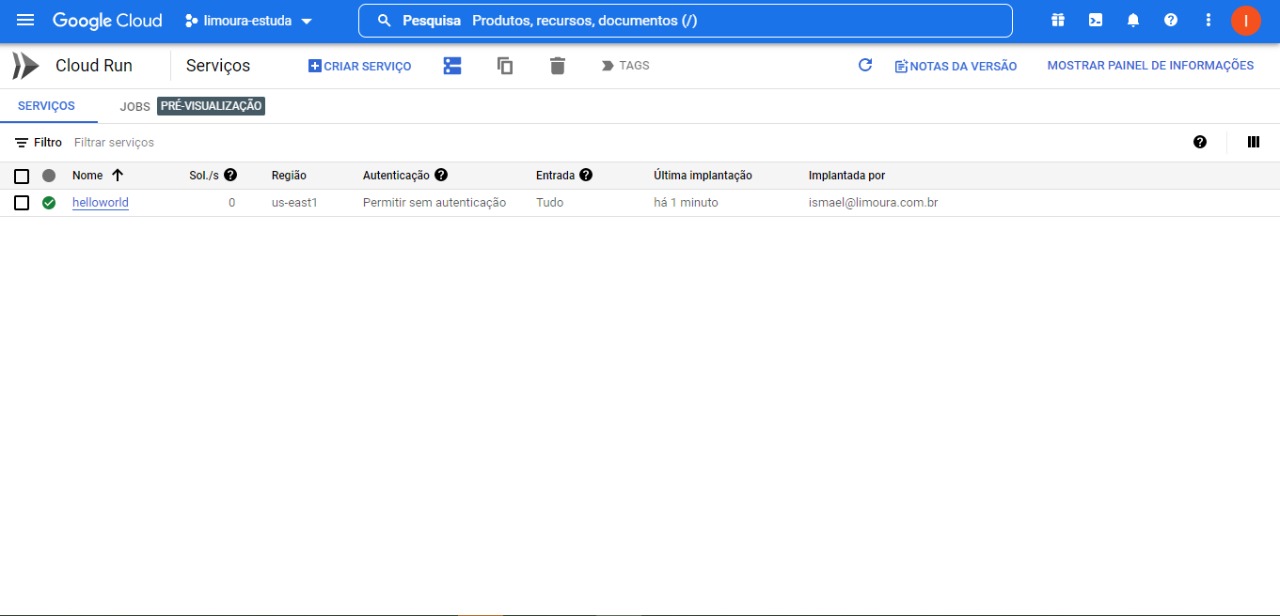 Google Cloud limoura-estuda Pesquisa Produtos, recursos, documentos (/) I
Cloud Run Serviços CRIAR SERVIÇO TAGS NOTAS DA VERSÃO MOSTRAR PAINEL DE INFORMAÇÕES
SERVIÇOS JOBS PRÉ-VISUALIZAÇÃO
Filtro Filtrar serviços
Nome Sol./s Região Autenticação Entrada Última implantação Implantada por
helloworld 0 us-east1 Permitir sem autenticação Tudo há 1 minuto ismael@limoura.com.br